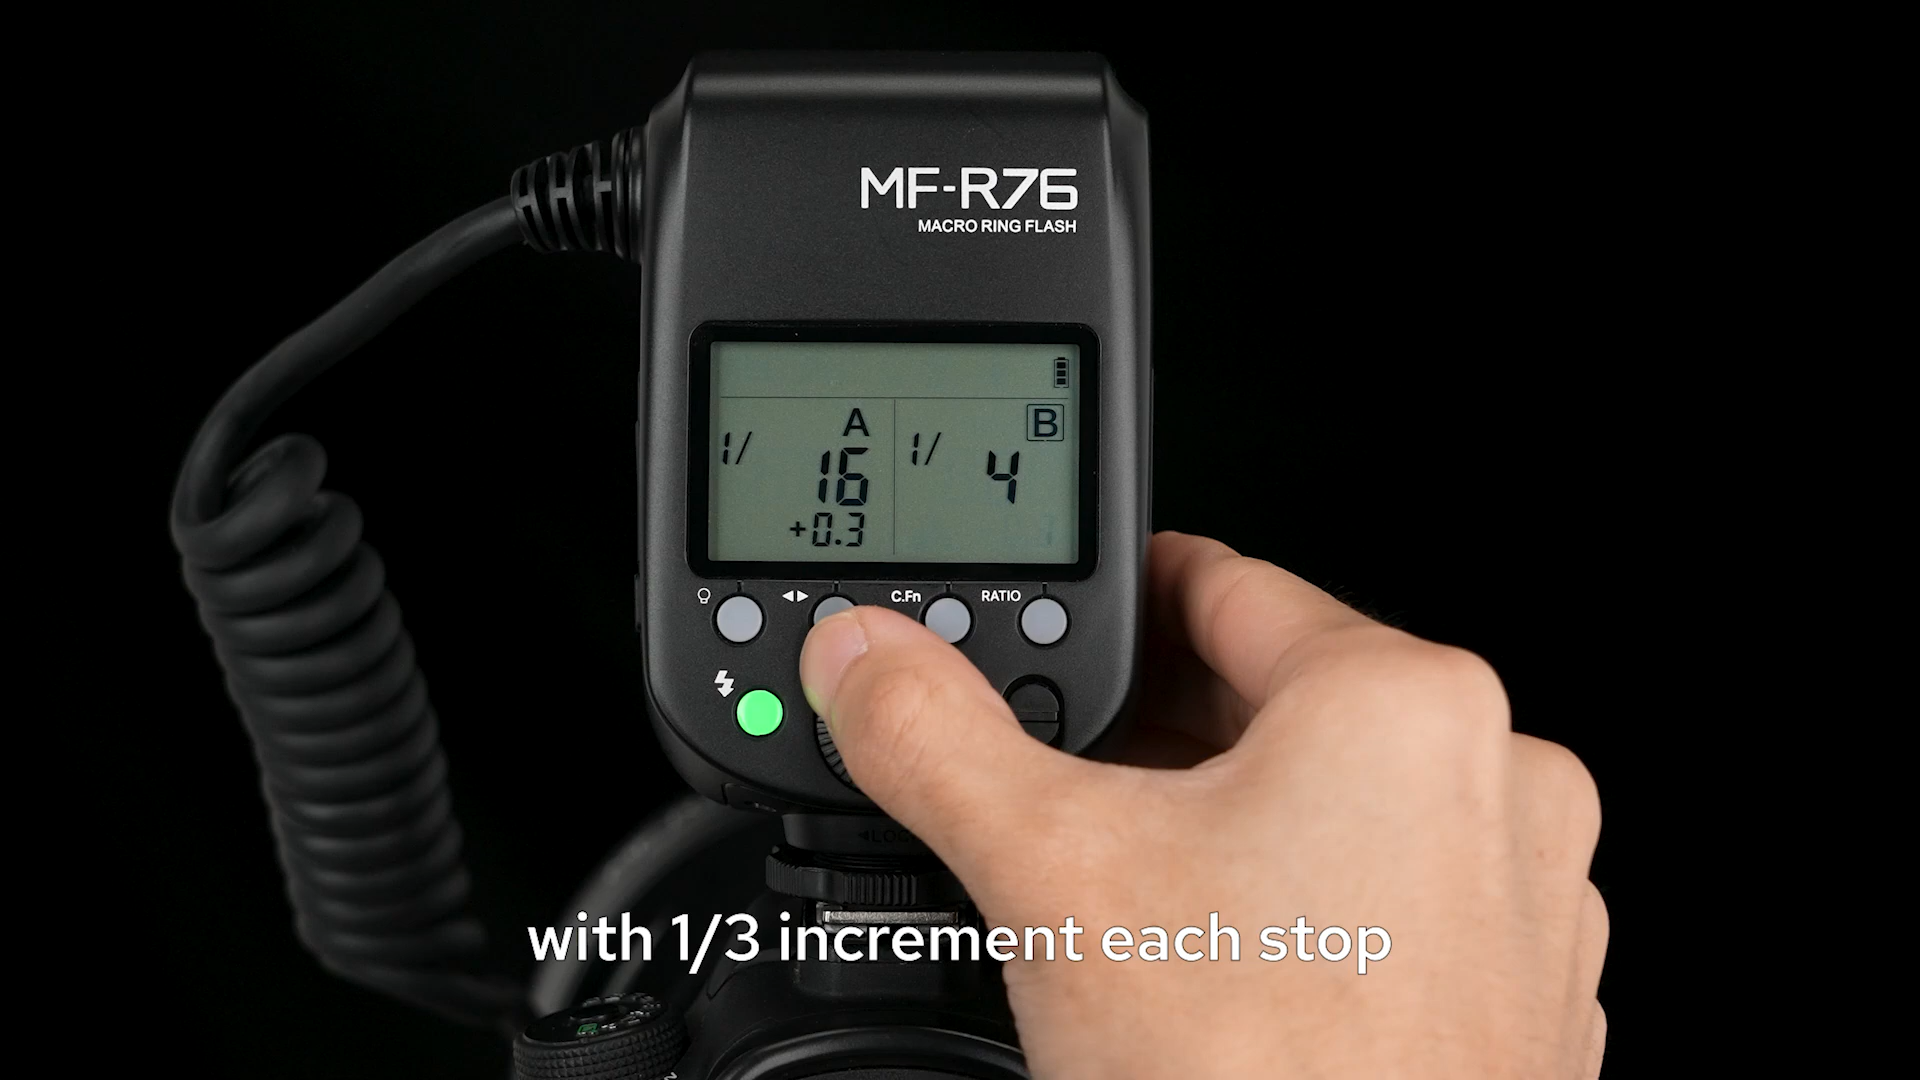 MF-R76
MACRO RING FLASH
A
B
1/
16
1/
4
+0.3
C.Fn
RATIO
with 1/3 increment each stop